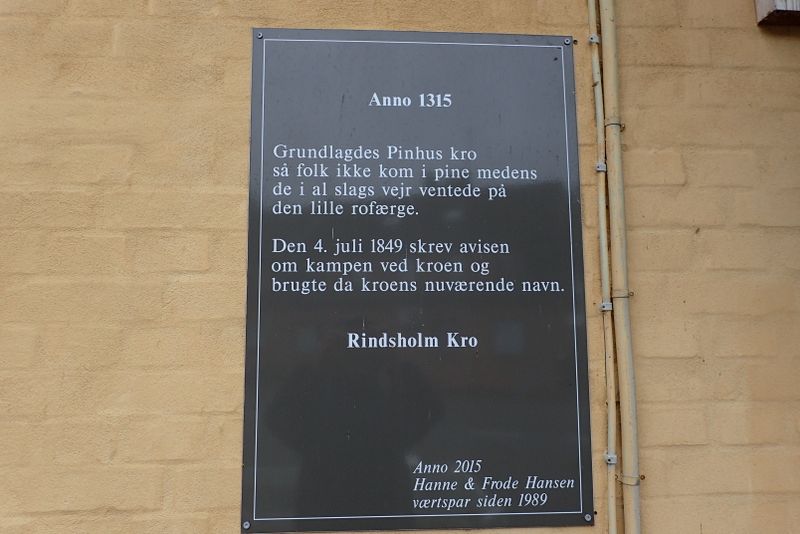 Anno 1315
Grundlagdes Pinhus kro
så folk ikke kom i pine medens
de i al slags vejr ventede på
den lille rofærge.
Den 4. juli 1849 skrev avisen
om kampen ved kroen og
brugte da kroens nuværende navn.
Rindsholm Kro
Anno 2015
Hanne & Frode Hansen
værtspar siden 1989